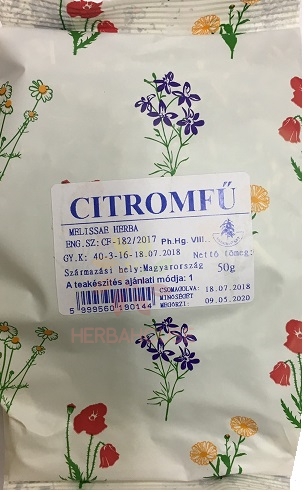 CITROMFŰ
MELISSAE HERBA
ENG.SZ:CF-182/2017 Ph.Hg. VIII.
GY.K: 40-3-16-18.07.2018 Nettó tömeg:
Származási hely:Magyarország 50g
A teakészítés ajánlati módja: 1
CSOMAGOLVA: 18.07.2018
MINŐSÉGÉT
MEGŐRZI: 09.05.2020
5 999560 190144